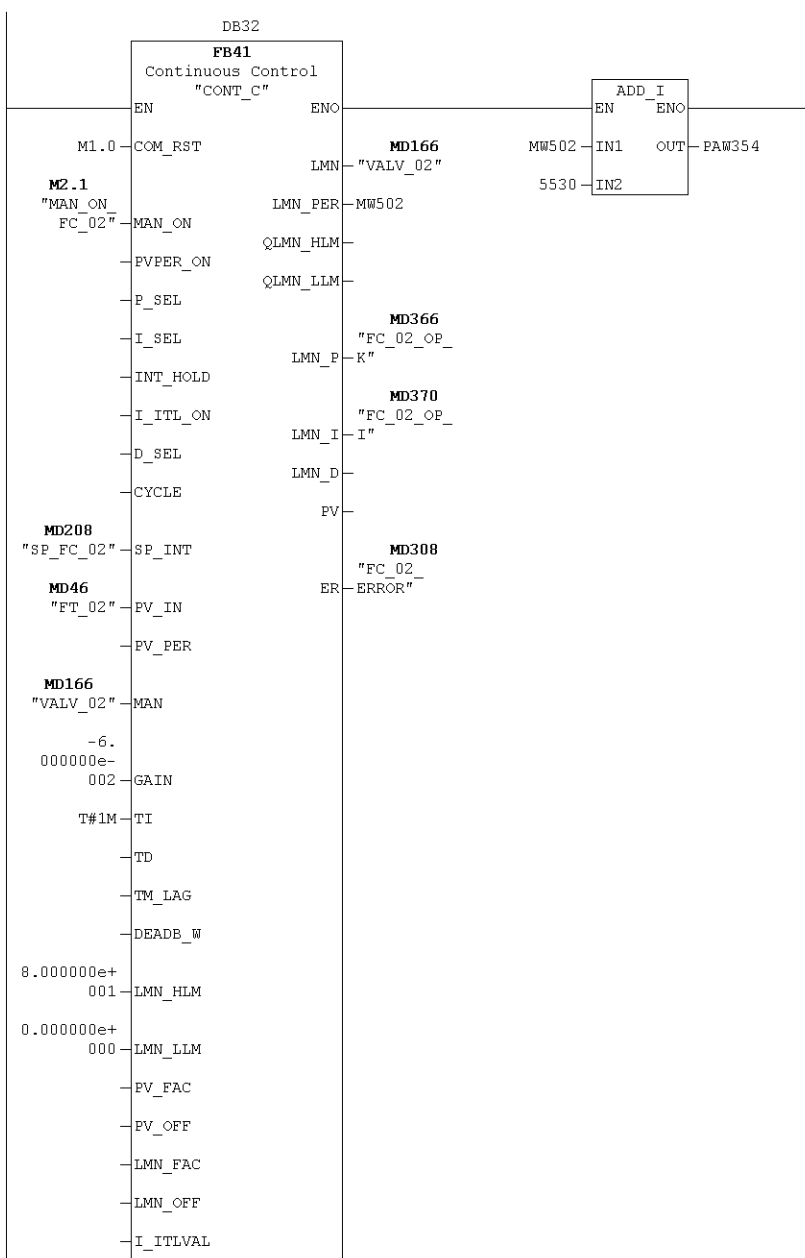 DB32
FB41
Continuous Control
"CONT_C"
EN ENO
ADD_I
EN ENO
M1.0 COM_RST
MD166
LMN "VALV_02"
MW502 IN1 OUT PAW354
M2.1
"MAN_ON_
FC_02" MAN_ON
LMN_PER MW502
5530 IN2
PVPER_ON
QLMN_HLM
P_SEL
QLMN_LLM
I_SEL
MD366
"FC_02_OP_
LMN_P K"
INT_HOLD
I_ITL_ON
MD370
"FC_02_OP_
LMN_I I"
D_SEL
LMN_D
CYCLE
PV
MD208
"SP_FC_02" SP_INT
MD308
"FC_02_
ER ERROR"
MD46
"FT_02" PV_IN
PV_PER
MD166
"VALV_02" MAN
-6.
000000e-
002 GAIN
T#1M TI
TD
TM_LAG
DEADB_W
8.000000e+
001 LMN_HLM
0.000000e+
000 LMN_LLM
PV_FAC
PV_OFF
LMN_FAC
LMN_OFF
I_ITLVAL